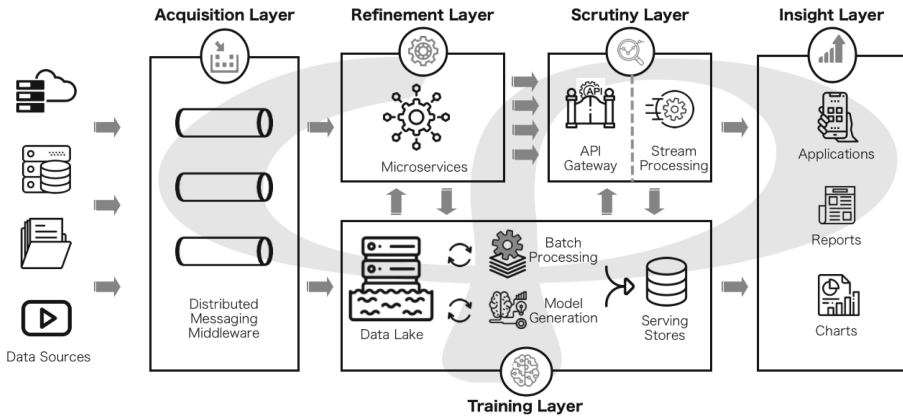 Acquisition Layer
Refinement Layer
Scrutiny Layer
Insight Layer
API
Microservices
API
Gateway
Stream
Processing
Applications
Reports
Charts
Data Sources
Distributed
Messaging
Middleware
Data Lake
Batch
Processing
Model
Generation
Serving
Stores
Training Layer